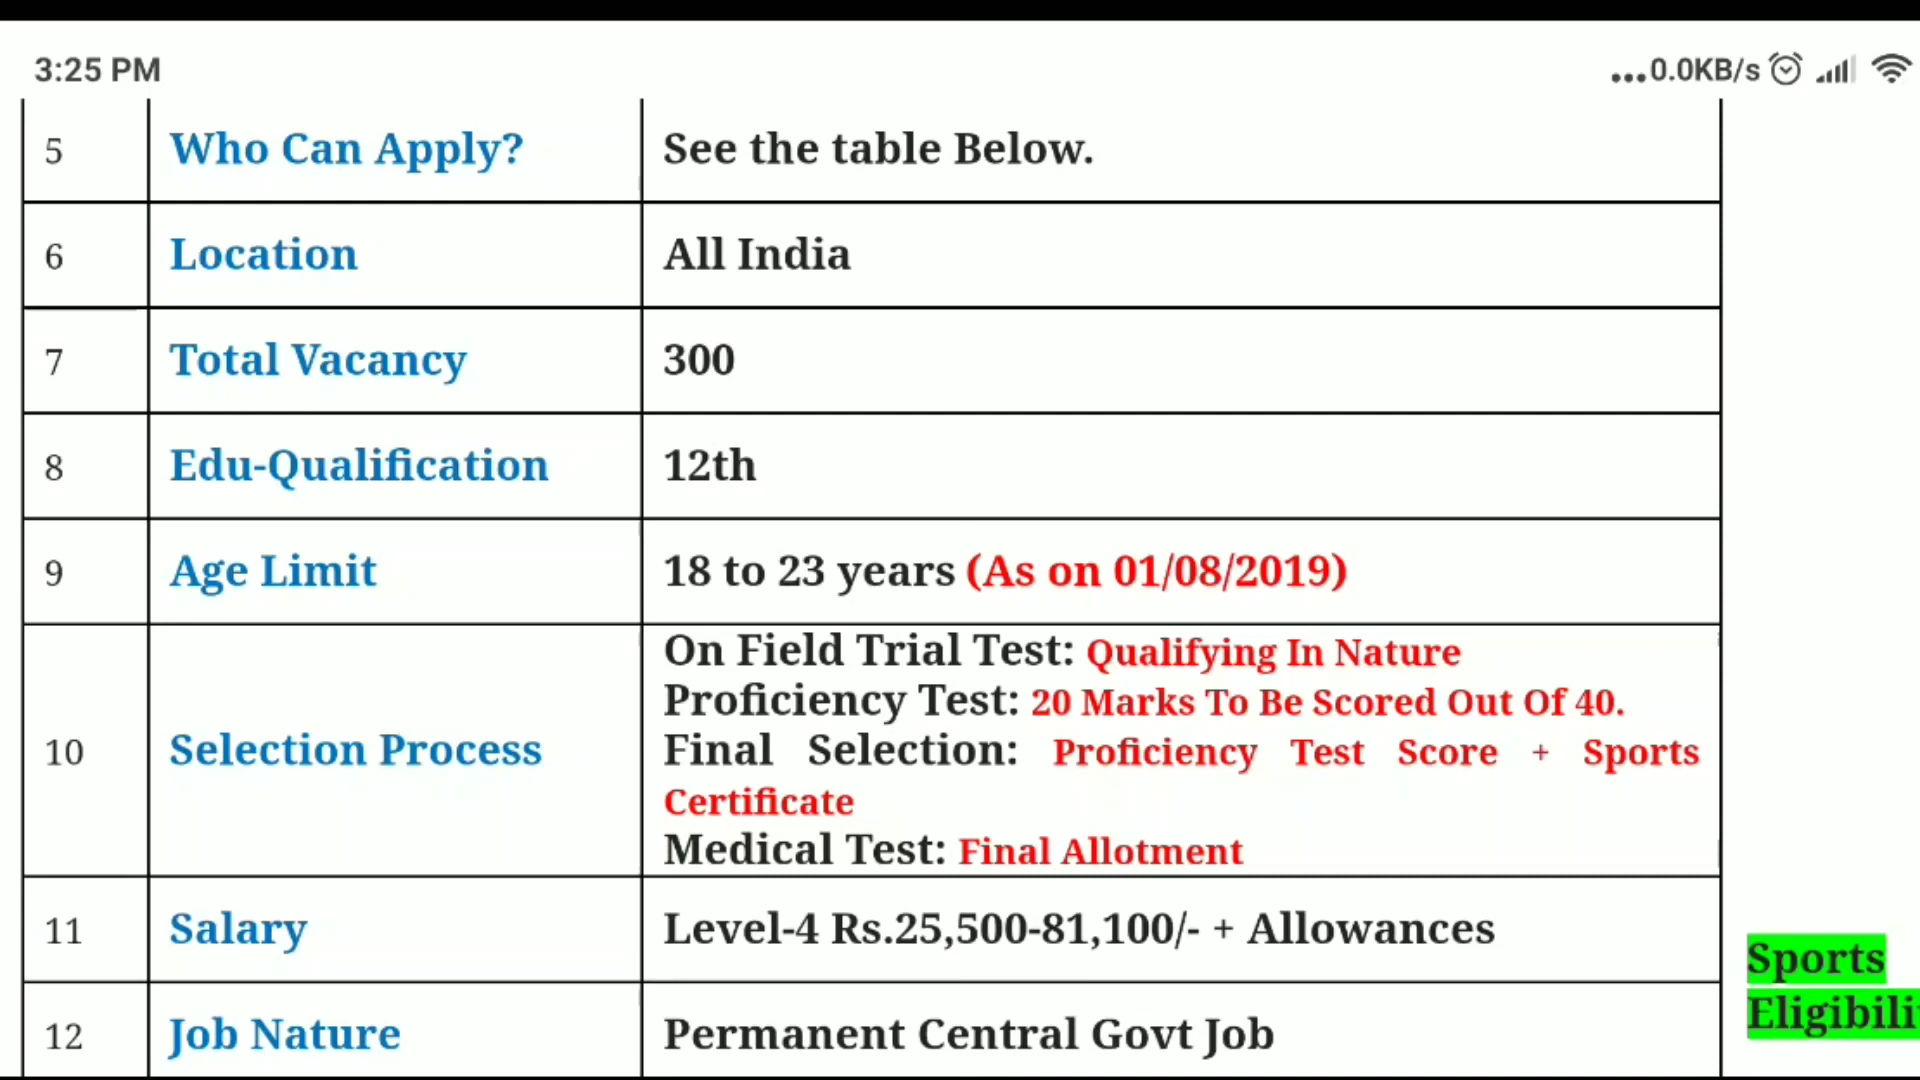 3:25 PM
...0.0KB/s
5 Who Can Apply? See the table Below.
6 Location All India
7 Total Vacancy 300
8 Edu-Qualification 12th
9 Age Limit 18 to 23 years (As on 01/08/2019)
10 Selection Process
On Field Trial Test: Qualifying In Nature
Proficiency Test: 20 Marks To Be Scored Out Of 40.
Final Selection: Proficiency Test Score + Sports
Certificate
Medical Test: Final Allotment
11 Salary Level-4 Rs.25,500-81,100/- + Allowances
12 Job Nature Permanent Central Govt Job
Sports